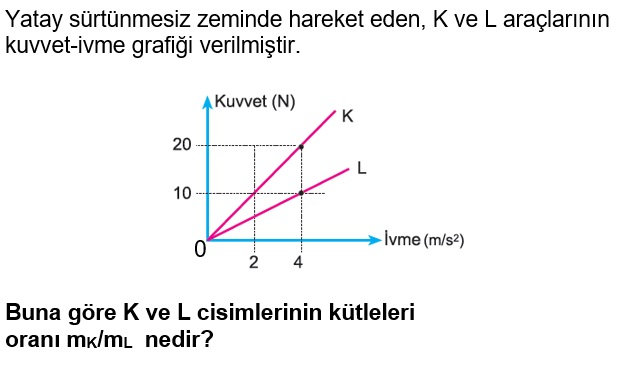 Yatay sürtünmesiz zeminde hareket eden, K ve L araçlarının
kuvvet-ivme grafiği verilmiştir.
Kuvvet (N)
K
20
L
10
0
İvme (m/s²)
2
4
Buna göre K ve L cisimlerinin kütleleri
oranı mK/mL nedir?